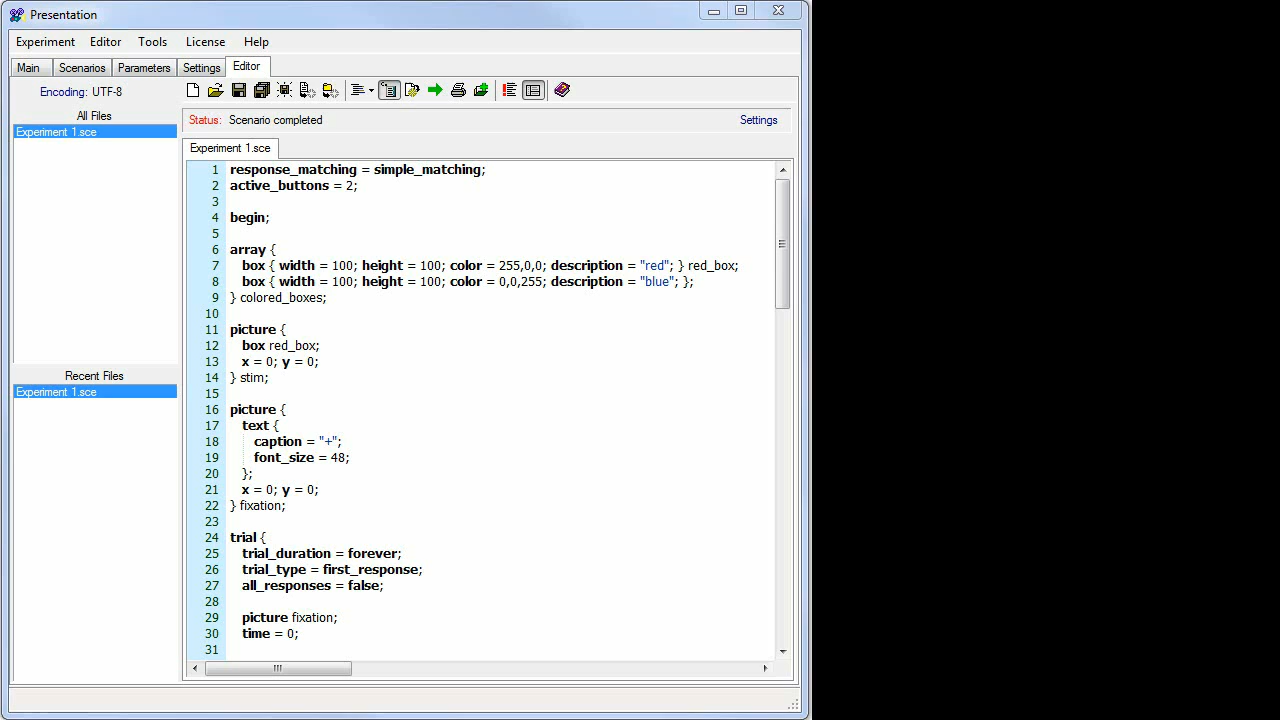 Presentation
Experiment Editor Tools License Help
Main Scenarios Parameters Settings Editor
Encoding: UTF-8
All Files
Experiment 1.sce
Recent Files
Experiment 1.sce
Status: Scenario completed Settings
Experiment 1.sce
1 response_matching = simple_matching;
2 active_buttons = 2;
3
4 begin;
5
6 array {
7 box { width = 100; height = 100; color = 255,0,0; description = "red"; } red_box;
8 box { width = 100; height = 100; color = 0,0,255; description = "blue"; };
9 } colored_boxes;
10
11 picture {
12 box red_box;
13 x = 0; y = 0;
14 } stim;
15
16 picture {
17 text {
18 caption = "+";
19 font_size = 48;
20 };
21 x = 0; y = 0;
22 } fixation;
23
24 trial {
25 trial_duration = forever;
26 trial_type = first_response;
27 all_responses = false;
28
29 picture fixation;
30 time = 0;
31